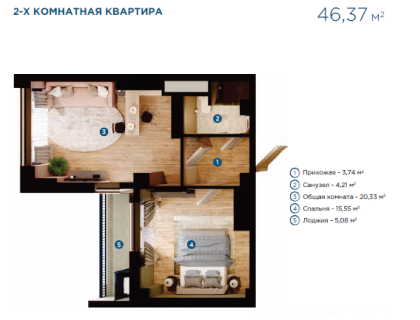 2-Х КОМНАТНАЯ КВАРТИРА
46,37 м²
3
2
1
5
4
1 Прихожая - 3,74 м²
2 Санузел - 4,21 м²
3 Общая комната - 20,33 м²
4 Спальня - 15,55 м²
5 Лоджия - 5,08 м²